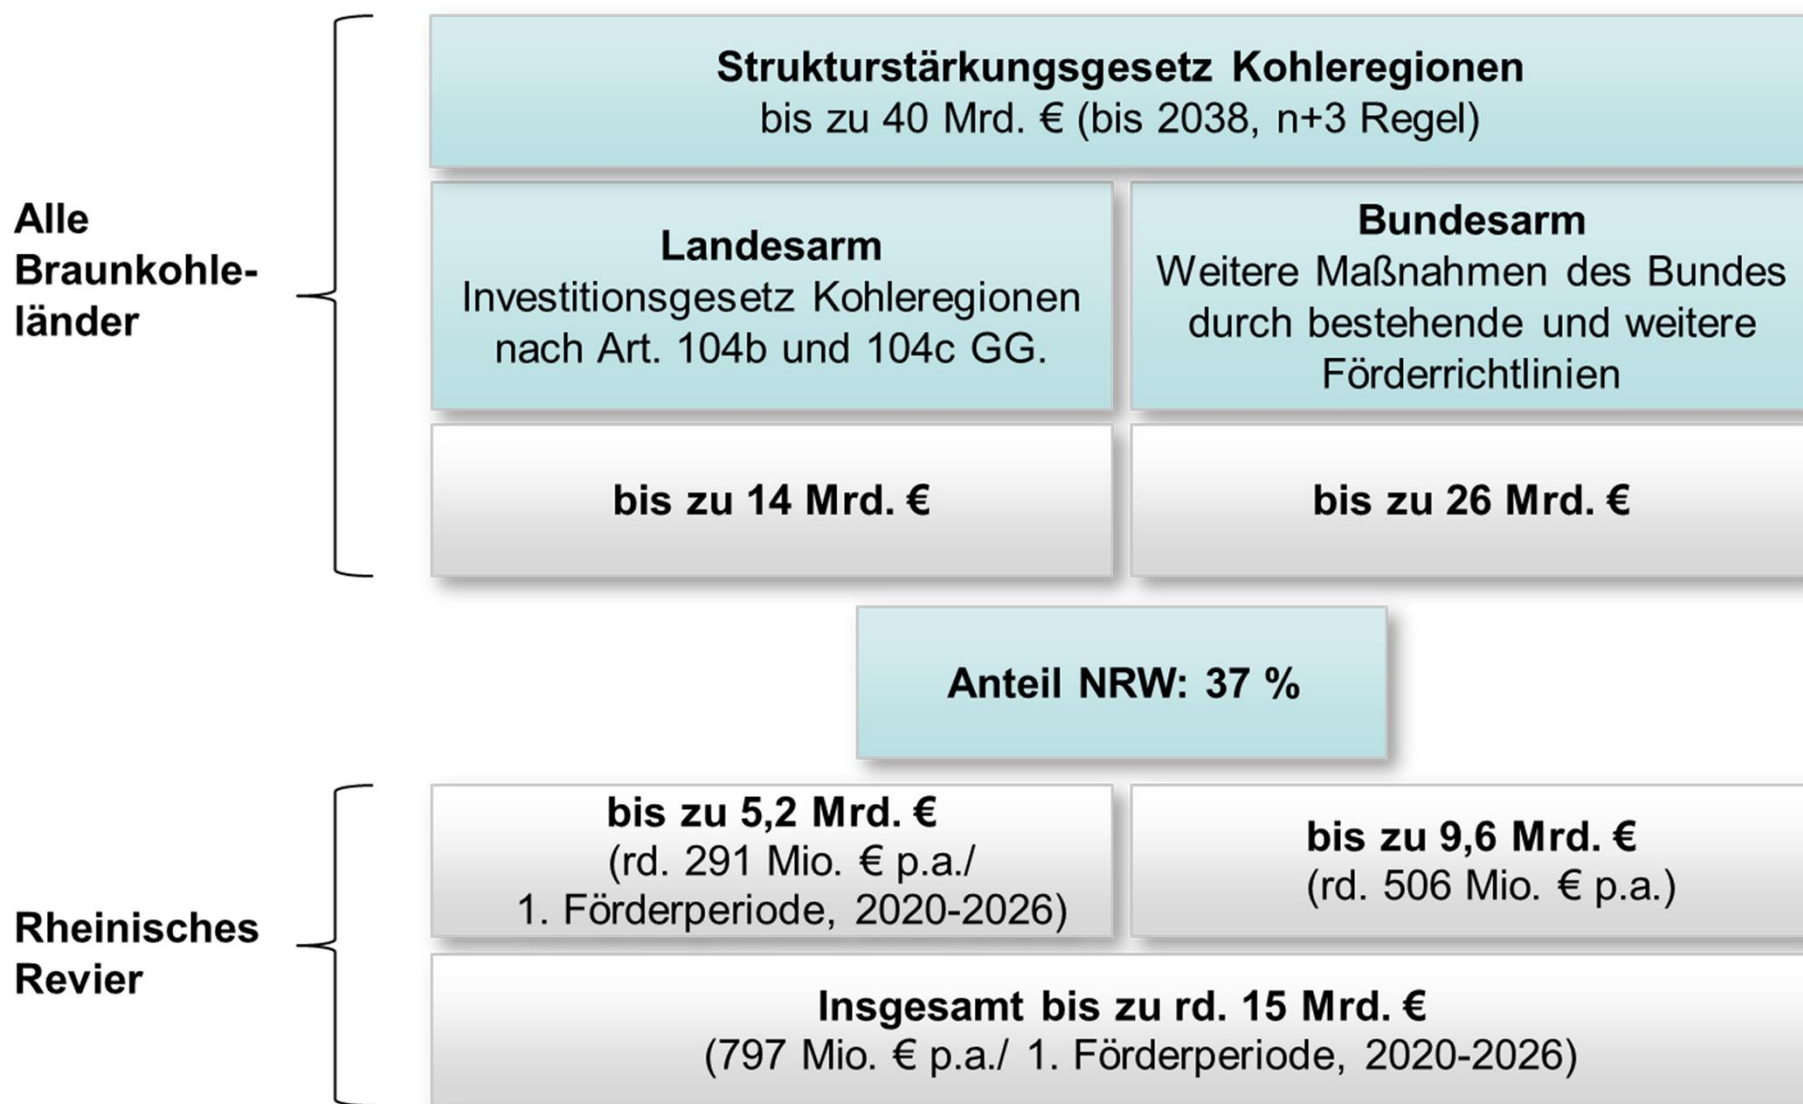 Strukturstärkungsgesetz Kohleregionen
bis zu 40 Mrd. € (bis 2038, n+3 Regel)
Alle
Braunkohle-
länder
Landesarm
Investitionsgesetz Kohleregionen
nach Art. 104b und 104c GG.
Bundesarm
Weitere Maßnahmen des Bundes
durch bestehende und weitere
Förderrichtlinien
bis zu 14 Mrd. €
bis zu 26 Mrd. €
Anteil NRW: 37 %
Rheinisches
Revier
bis zu 5,2 Mrd. €
(rd. 291 Mio. € p.a./
1. Förderperiode, 2020-2026)
bis zu 9,6 Mrd. €
(rd. 506 Mio. € p.a.)
Insgesamt bis zu rd. 15 Mrd. €
(797 Mio. € p.a./ 1. Förderperiode, 2020-2026)